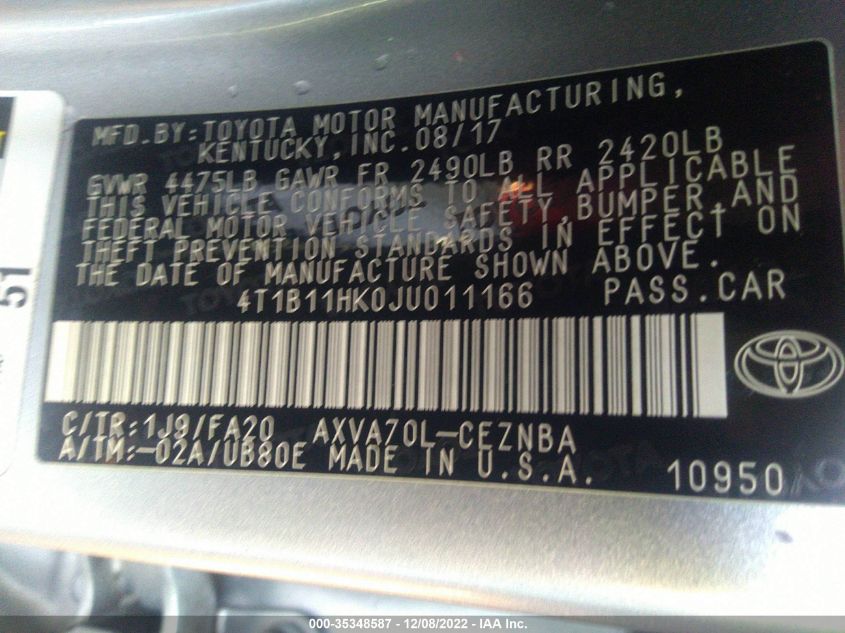 MFD.BY:TOYOTA MOTOR MANUFACTURING,
KENTUCKY,INC.08/17
GVWR 4475LB GAWR FR 2490LB RR 2420LB
THIS VEHICLE CONFORMS TO ALL APPLICABLE
FEDERAL MOTOR VEHICLE SAFETY,BUMPER,AND
THEFT PREVENTION STANDARDS IN EFFECT ON
THE DATE OF MANUFACTURE SHOWN ABOVE.
4T1B11HK0JU011166 PASS.CAR
C/TR:1J9/FA20 AXVA70L-CEZNBA
A/TM:-02A/UB80E MADE IN U.S.A.
10950
51
000-35348587 - 12/08/2022 - IAA Inc.